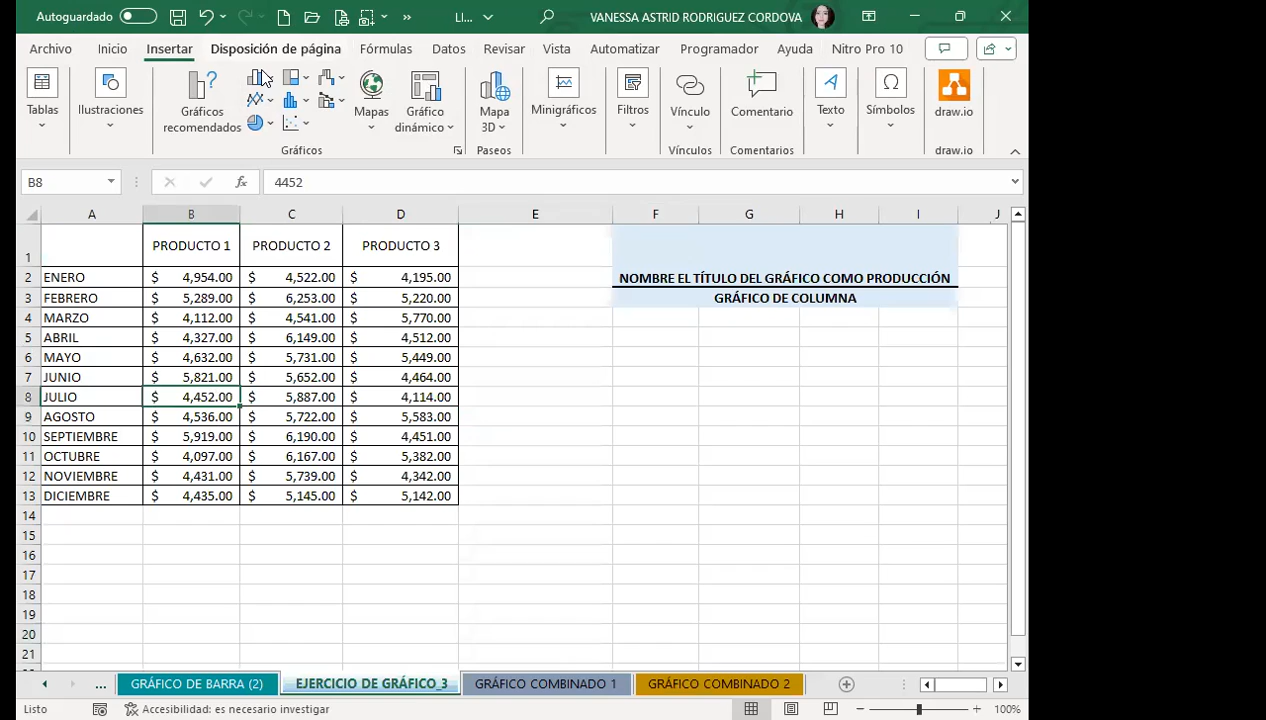 Autoguardado
LI...
VANESSA ASTRID RODRIGUEZ CORDOVA
Archivo Inicio Insertar Disposición de página Fórmulas Datos Revisar Vista Automatizar Programador Ayuda Nitro Pro 10
Tablas
Ilustraciones
Gráficos recomendados
Mapas
Gráfico dinámico
Mapa 3D
Minigráficos
Filtros
Vínculo
Comentario
Texto
Símbolos
draw.io
Gráficos Paseos Vínculos Comentarios draw.io
B8 fx 4452
A B C D E F G H I J
1 PRODUCTO 1 PRODUCTO 2 PRODUCTO 3
2 ENERO $ 4,954.00 $ 4,522.00 $ 4,195.00 NOMBRE EL TÍTULO DEL GRÁFICO COMO PRODUCCIÓN
3 FEBRERO $ 5,289.00 $ 6,253.00 $ 5,220.00 GRÁFICO DE COLUMNA
4 MARZO $ 4,112.00 $ 4,541.00 $ 5,770.00
5 ABRIL $ 4,327.00 $ 6,149.00 $ 4,512.00
6 MAYO $ 4,632.00 $ 5,731.00 $ 5,449.00
7 JUNIO $ 5,821.00 $ 5,652.00 $ 4,464.00
8 JULIO $ 4,452.00 $ 5,887.00 $ 4,114.00
9 AGOSTO $ 4,536.00 $ 5,722.00 $ 5,583.00
10 SEPTIEMBRE $ 5,919.00 $ 6,190.00 $ 4,451.00
11 OCTUBRE $ 4,097.00 $ 6,167.00 $ 5,382.00
12 NOVIEMBRE $ 4,431.00 $ 5,739.00 $ 4,342.00
13 DICIEMBRE $ 4,435.00 $ 5,145.00 $ 5,142.00
14
15
16
17
18
19
20
21
... GRÁFICO DE BARRA (2) EJERCICIO DE GRÁFICO_3 GRÁFICO COMBINADO 1 GRÁFICO COMBINADO 2
Listo Accesibilidad: es necesario investigar 100%